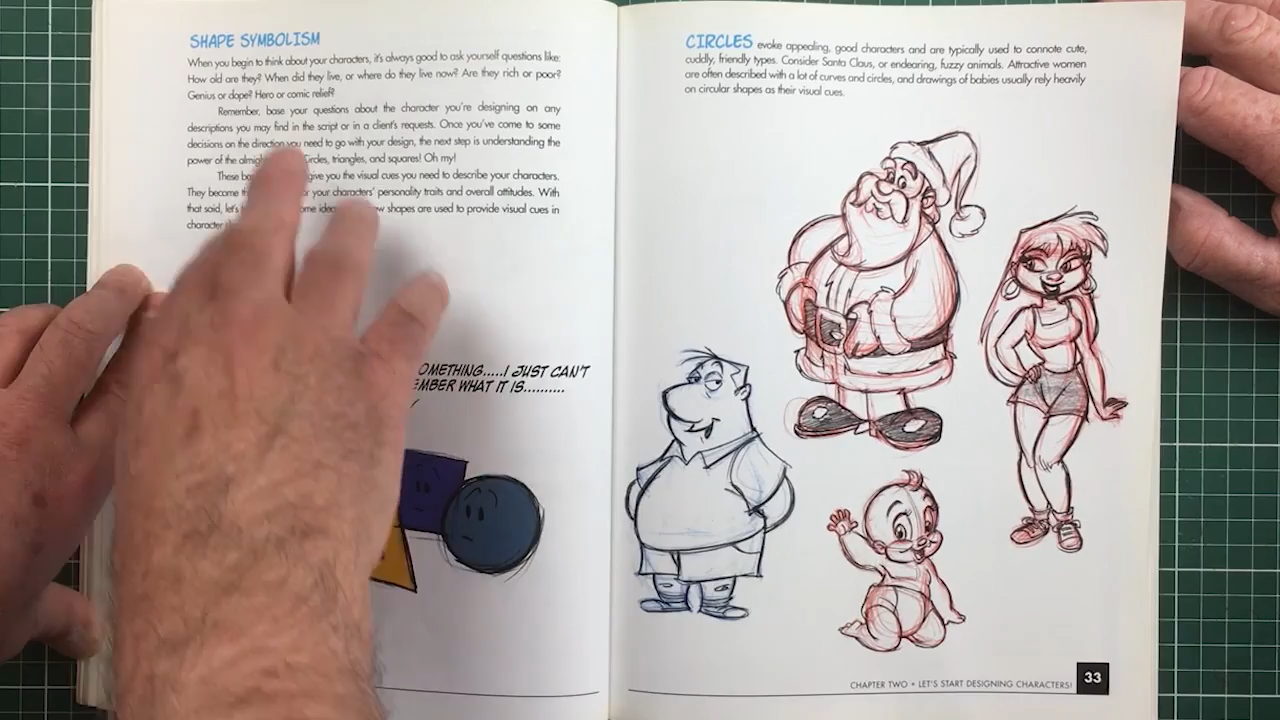 SHAPE SYMBOLISM
When you begin to think about your characters, it's always good to ask yourself questions like:
How old are they? When did they live, or where do they live now? Are they rich or poor?
Genius or dope? Hero or comic relief?
Remember, base your questions about the character you're designing on any
descriptions you may find in the script or in a client's requests. Once you've come to some
decisions on the direction you need to go with your design, the next step is understanding the
power of the Circles, triangles, and squares! Oh my!
These give you the visual cues you need to describe your characters.
They become your characters' personality traits and overall attitudes. With
that said, let's shapes are used to provide visual cues in
character
I JUST CAN'T
WHAT IT IS..........
CIRCLES evoke appealing, good characters and are typically used to connote cute,
cuddly, friendly types. Consider Santa Claus, or endearing, fuzzy animals. Attractive women
are often described with a lot of curves and circles, and drawings of babies usually rely heavily
on circular shapes as their visual cues.
CHAPTER TWO • LET'S START DESIGNING CHARACTERS! 33